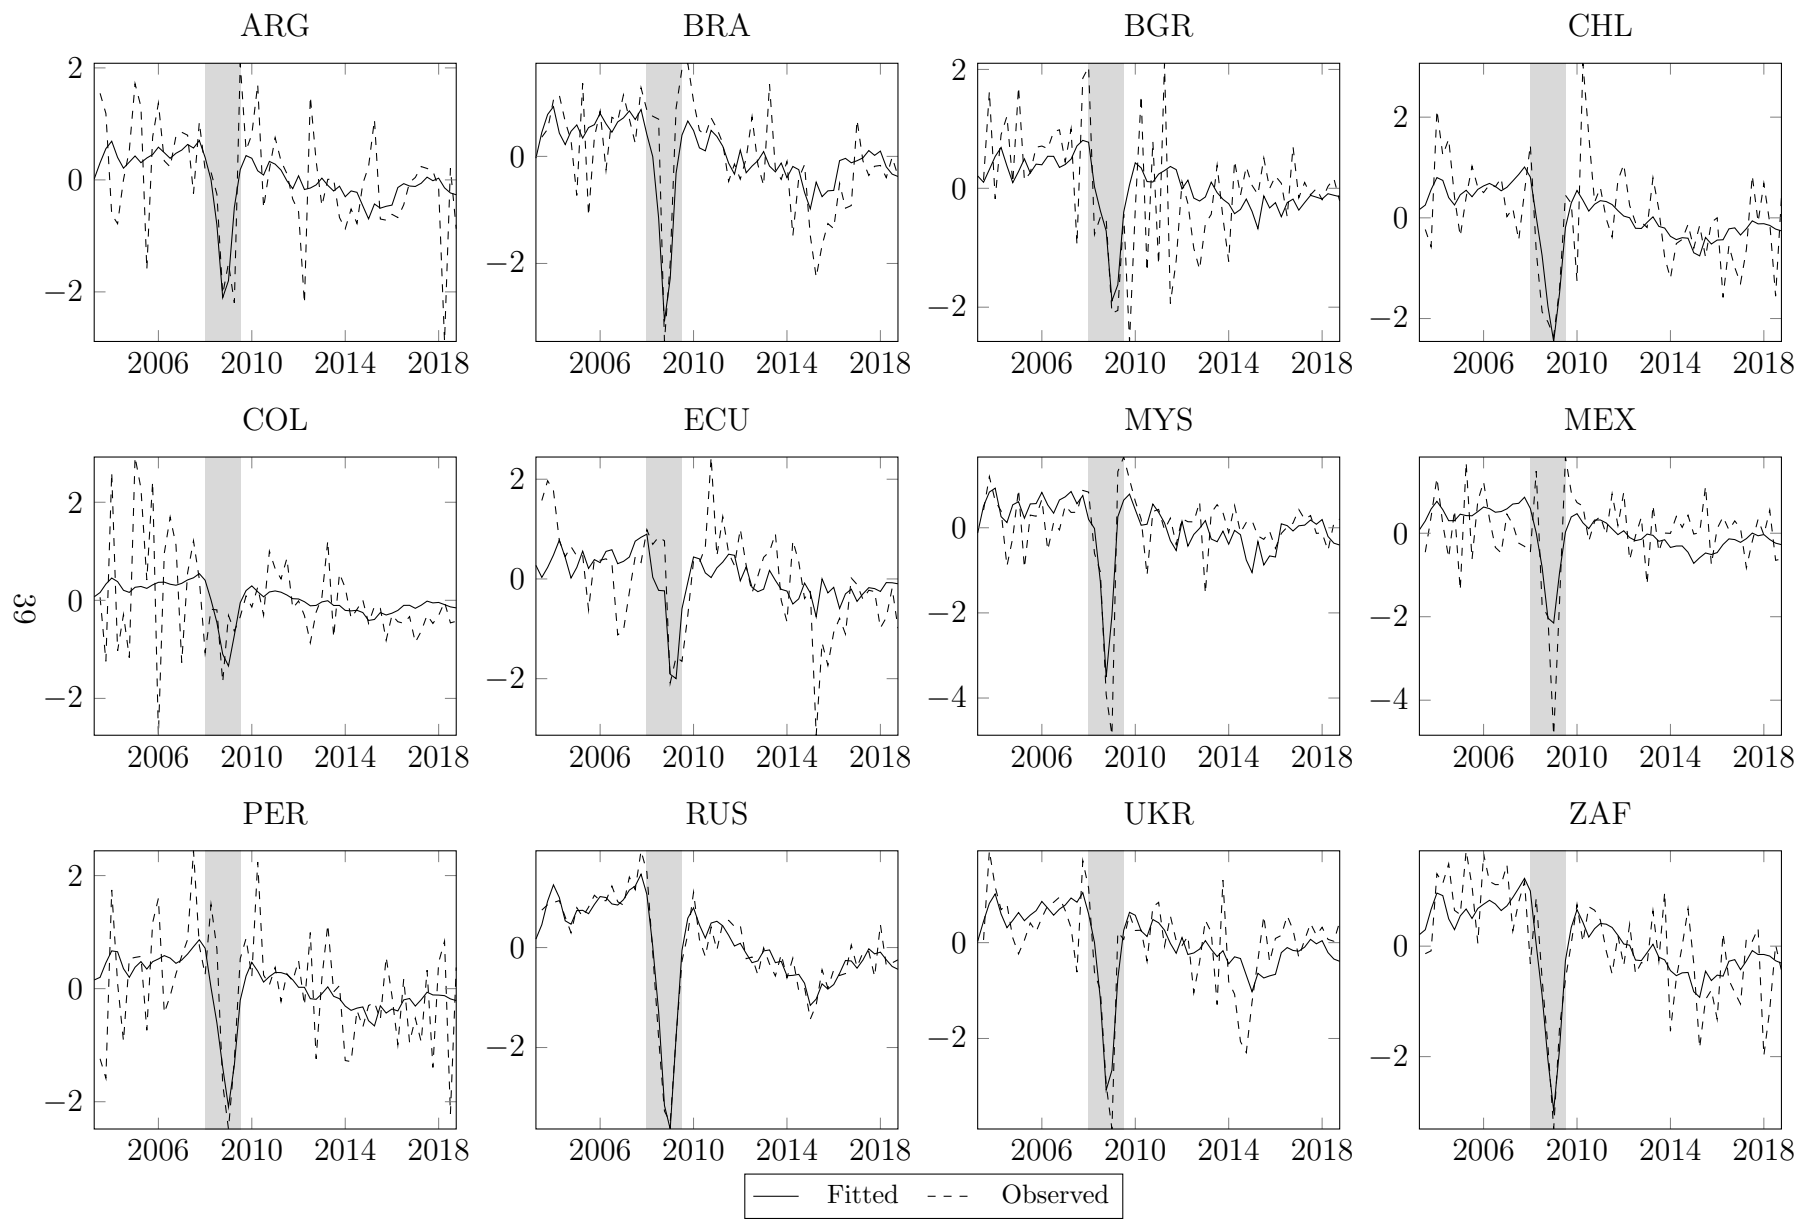 ARG BRA BGR CHL
2 0 −2
0 −2
2 0 −2
2 0 −2
2006 2010 2014 2018 2006 2010 2014 2018 2006 2010 2014 2018 2006 2010 2014 2018
COL ECU MYS MEX
2 0 −2
2 0 −2
0 −2 −4
0 −2 −4
39
2006 2010 2014 2018 2006 2010 2014 2018 2006 2010 2014 2018 2006 2010 2014 2018
PER RUS UKR ZAF
2 0 −2
0 −2
0 −2
0 −2
2006 2010 2014 2018 2006 2010 2014 2018 2006 2010 2014 2018 2006 2010 2014 2018
Fitted Observed